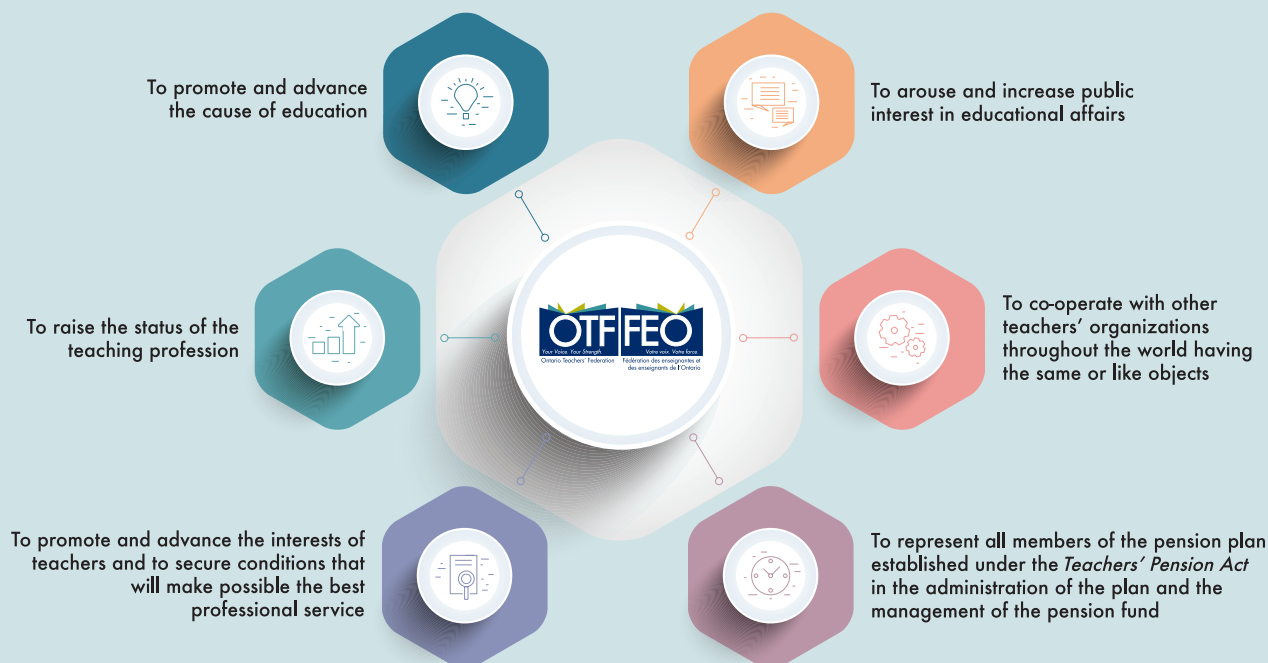 To promote and advance
the cause of education
To arouse and increase public
interest in educational affairs
To raise the status of the
teaching profession
OTF FEO
Your Voice. Your Strength. Votre voix. Votre force.
Ontario Teachers' Federation Fédération des enseignantes et
des enseignants de l'Ontario
To co-operate with other
teachers' organizations
throughout the world having
the same or like objects
To promote and advance the interests of
teachers and to secure conditions that
will make possible the best
professional service
To represent all members of the pension plan
established under the Teachers' Pension Act
in the administration of the plan and the
management of the pension fund